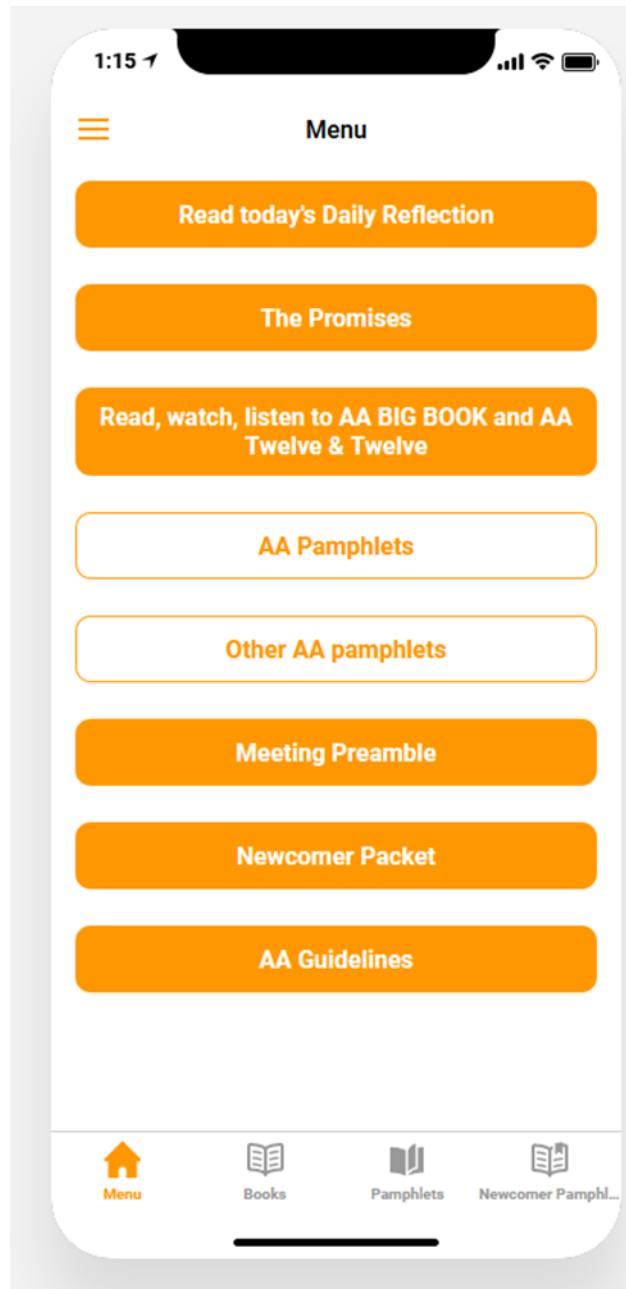 1:15
Menu
Read today's Daily Reflection
The Promises
Read, watch, listen to AA BIG BOOK and AA
Twelve & Twelve
AA Pamphlets
Other AA pamphlets
Meeting Preamble
Newcomer Packet
AA Guidelines
Menu
Books
Pamphlets
Newcomer Pamphl...